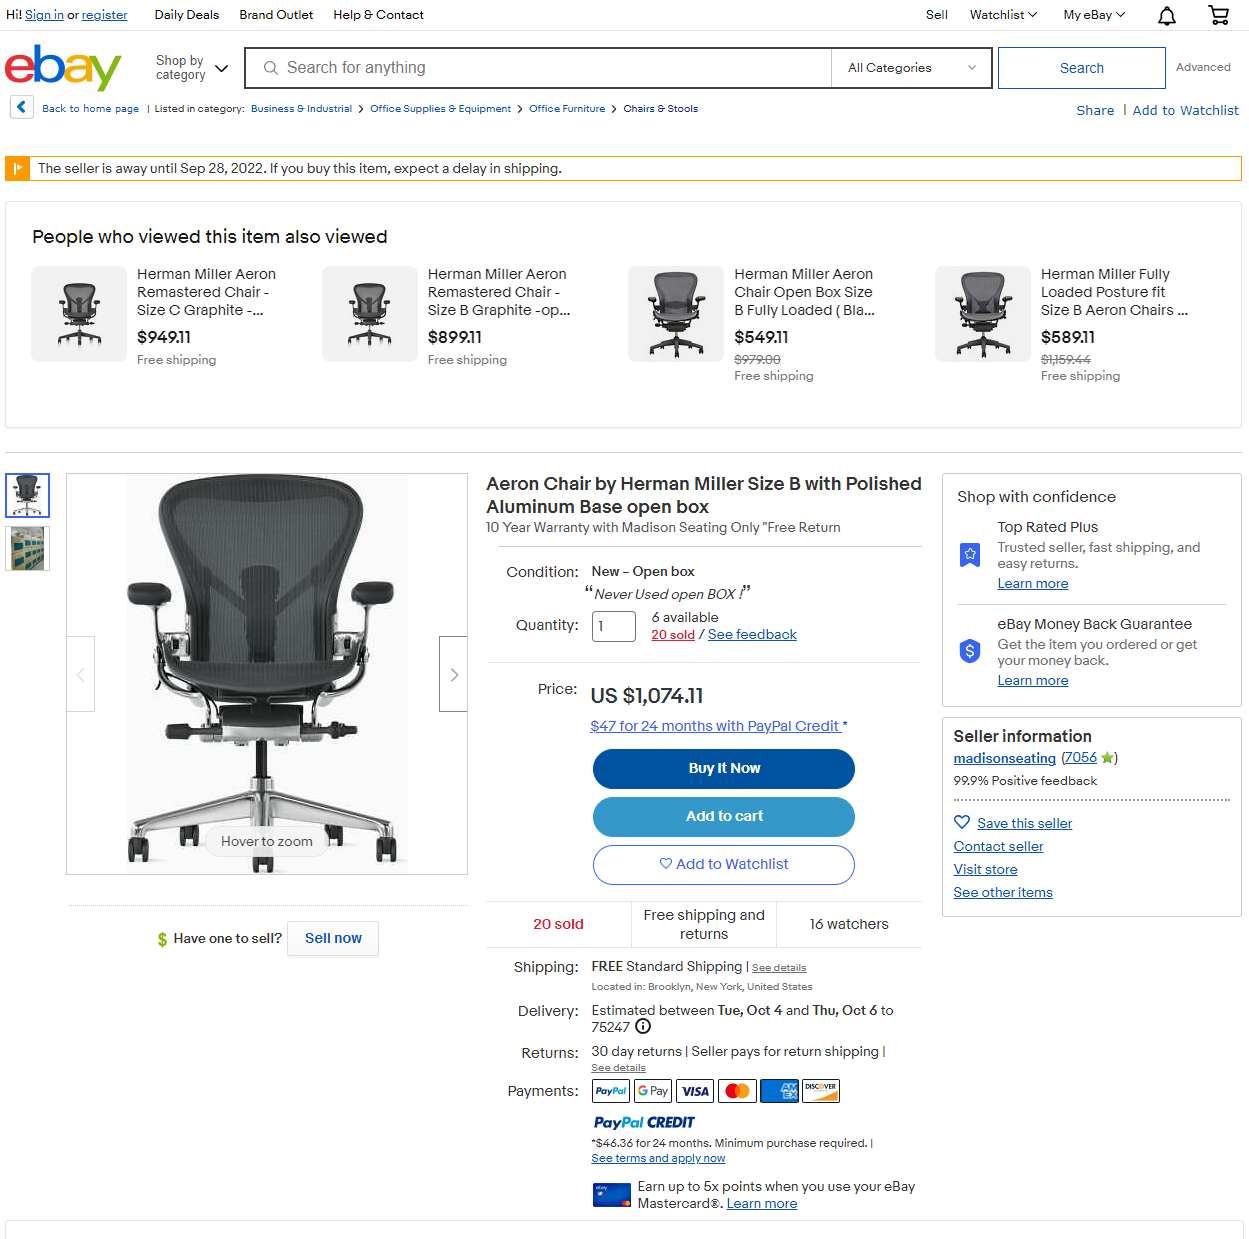 Hi! Sign in or register
Daily Deals
Brand Outlet
Help & Contact
Sell
Watchlist
My eBay
ebay
Shop by
category
Search for anything
All Categories
Search
Advanced
Back to home page | Listed in category: Business & Industrial > Office Supplies & Equipment > Office Furniture > Chairs & Stools
Share | Add to Watchlist
The seller is away until Sep 28, 2022. If you buy this item, expect a delay in shipping.
People who viewed this item also viewed
Herman Miller Aeron
Remastered Chair -
Size C Graphite -...
$949.11
Free shipping
Herman Miller Aeron
Remastered Chair -
Size B Graphite -op...
$899.11
Free shipping
Herman Miller Aeron
Chair Open Box Size
B Fully Loaded ( Bla...
$549.11
$979.00
Free shipping
Herman Miller Fully
Loaded Posture fit
Size B Aeron Chairs ...
$589.11
$1,159.44
Free shipping
Hover to zoom
$ Have one to sell?
Sell now
Aeron Chair by Herman Miller Size B with Polished
Aluminum Base open box
10 Year Warranty with Madison Seating Only "Free Return
Condition: New – Open box
“Never Used open BOX !”
Quantity: 1
6 available
20 sold / See feedback
Price: US $1,074.11
$47 for 24 months with PayPal Credit *
Buy It Now
Add to cart
Add to Watchlist
20 sold
Free shipping and
returns
16 watchers
Shipping: FREE Standard Shipping | See details
Located in: Brooklyn, New York, United States
Delivery: Estimated between Tue, Oct 4 and Thu, Oct 6 to
75247
Returns: 30 day returns | Seller pays for return shipping |
See details
Payments: PayPal G Pay VISA AM EX DISCOVER
PayPal CREDIT
*$46.36 for 24 months. Minimum purchase required. |
See terms and apply now
ebay
Earn up to 5x points when you use your eBay
Mastercard®. Learn more
Shop with confidence
Top Rated Plus
Trusted seller, fast shipping, and
easy returns.
Learn more
eBay Money Back Guarantee
$
Get the item you ordered or get
your money back.
Learn more
Seller information
madisonseating (7056)
99.9% Positive feedback
Save this seller
Contact seller
Visit store
See other items